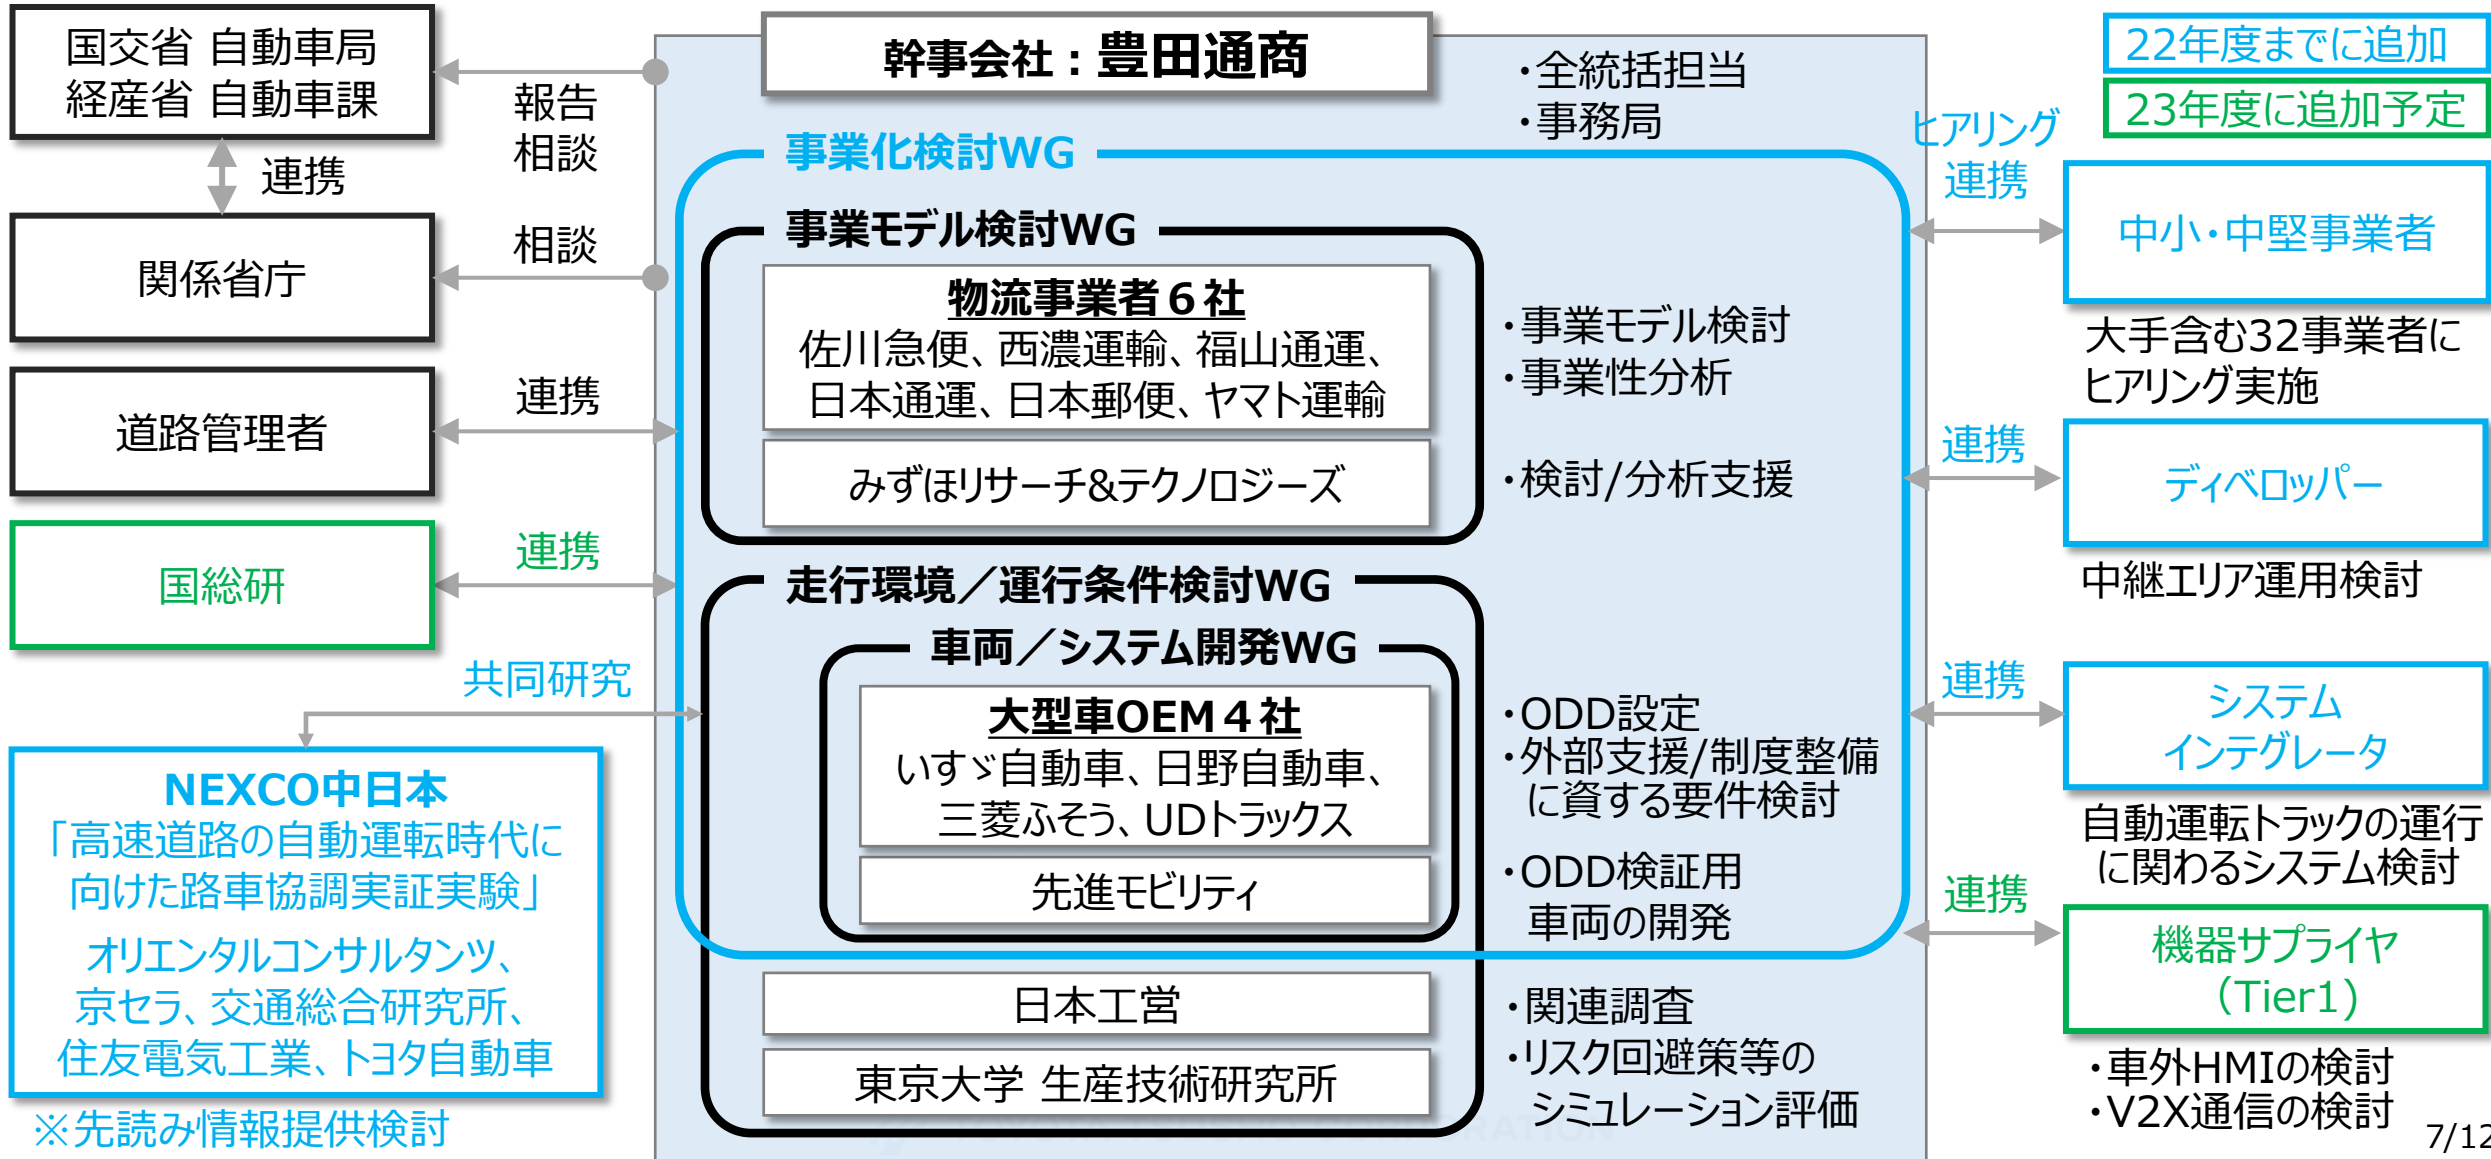 国交省 自動車局
経産省 自動車課
連携
関係省庁
道路管理者
国総研
報告
相談
相談
連携
連携
共同研究
NEXCO中日本
「高速道路の自動運転時代に
向けた路車協調実証実験」
オリエンタルコンサルタンツ、
京セラ、交通総合研究所、
住友電気工業、トヨタ自動車
※先読み情報提供検討
幹事会社：豊田通商
・全統括担当
・事務局
事業化検討WG
事業モデル検討WG
物流事業者６社
佐川急便、西濃運輸、福山通運、
日本通運、日本郵便、ヤマト運輸
みずほリサーチ&テクノロジーズ
・事業モデル検討
・事業性分析
・検討/分析支援
走行環境／運行条件検討WG
車両／システム開発WG
大型車OEM４社
いすゞ自動車、日野自動車、
三菱ふそう、UDトラックス
先進モビリティ
・ODD設定
・外部支援/制度整備
に資する要件検討
・ODD検証用
車両の開発
日本工営
東京大学 生産技術研究所
・関連調査
・リスク回避策等の
シミュレーション評価
22年度までに追加
23年度に追加予定
ヒアリング
連携
中小・中堅事業者
大手含む32事業者に
ヒアリング実施
連携
ディベロッパー
中継エリア運用検討
連携
システム
インテグレータ
自動運転トラックの運行
に関わるシステム検討
連携
機器サプライヤ
（Tier1)
・車外HMIの検討
・V2X通信の検討
7/12